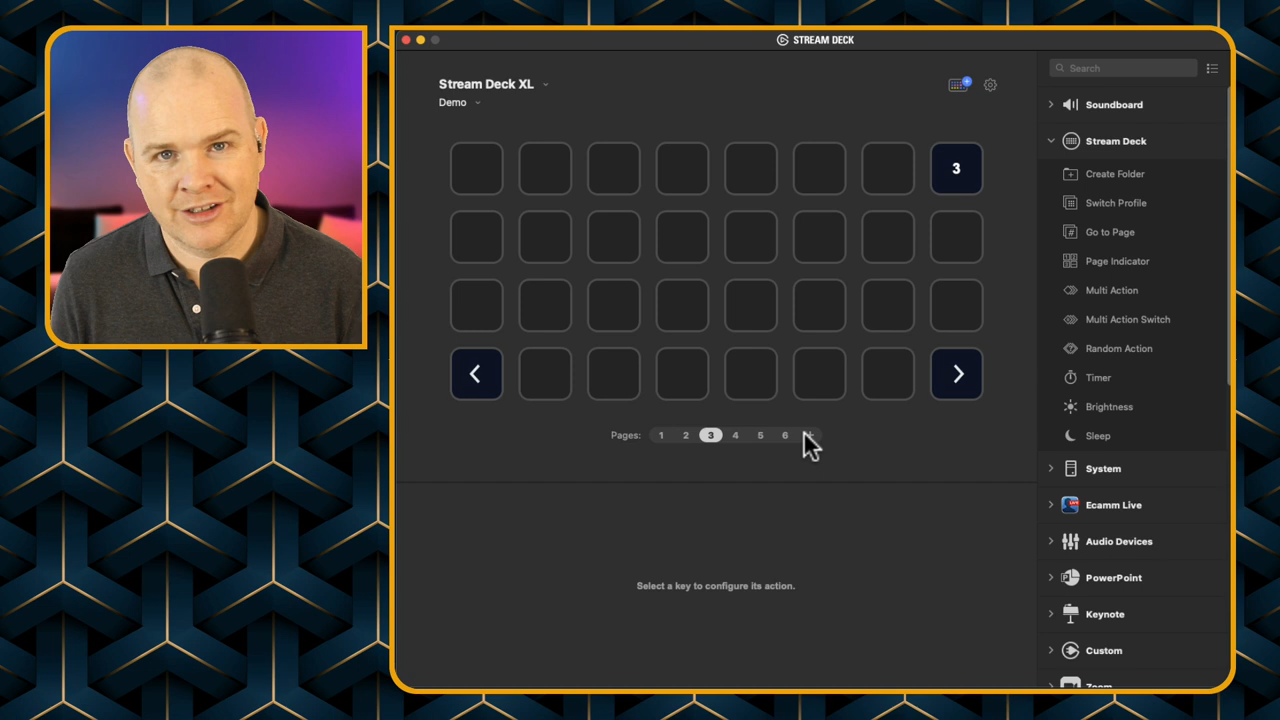 STREAM DECK
Stream Deck XL
Demo
3
Pages: 1 2 3 4 5 6
Select a key to configure its action.
Search
Soundboard
Stream Deck
Create Folder
Switch Profile
Go to Page
Page Indicator
Multi Action
Multi Action Switch
Random Action
Timer
Brightness
Sleep
System
Ecamm Live
Audio Devices
PowerPoint
Keynote
Custom
Zoom